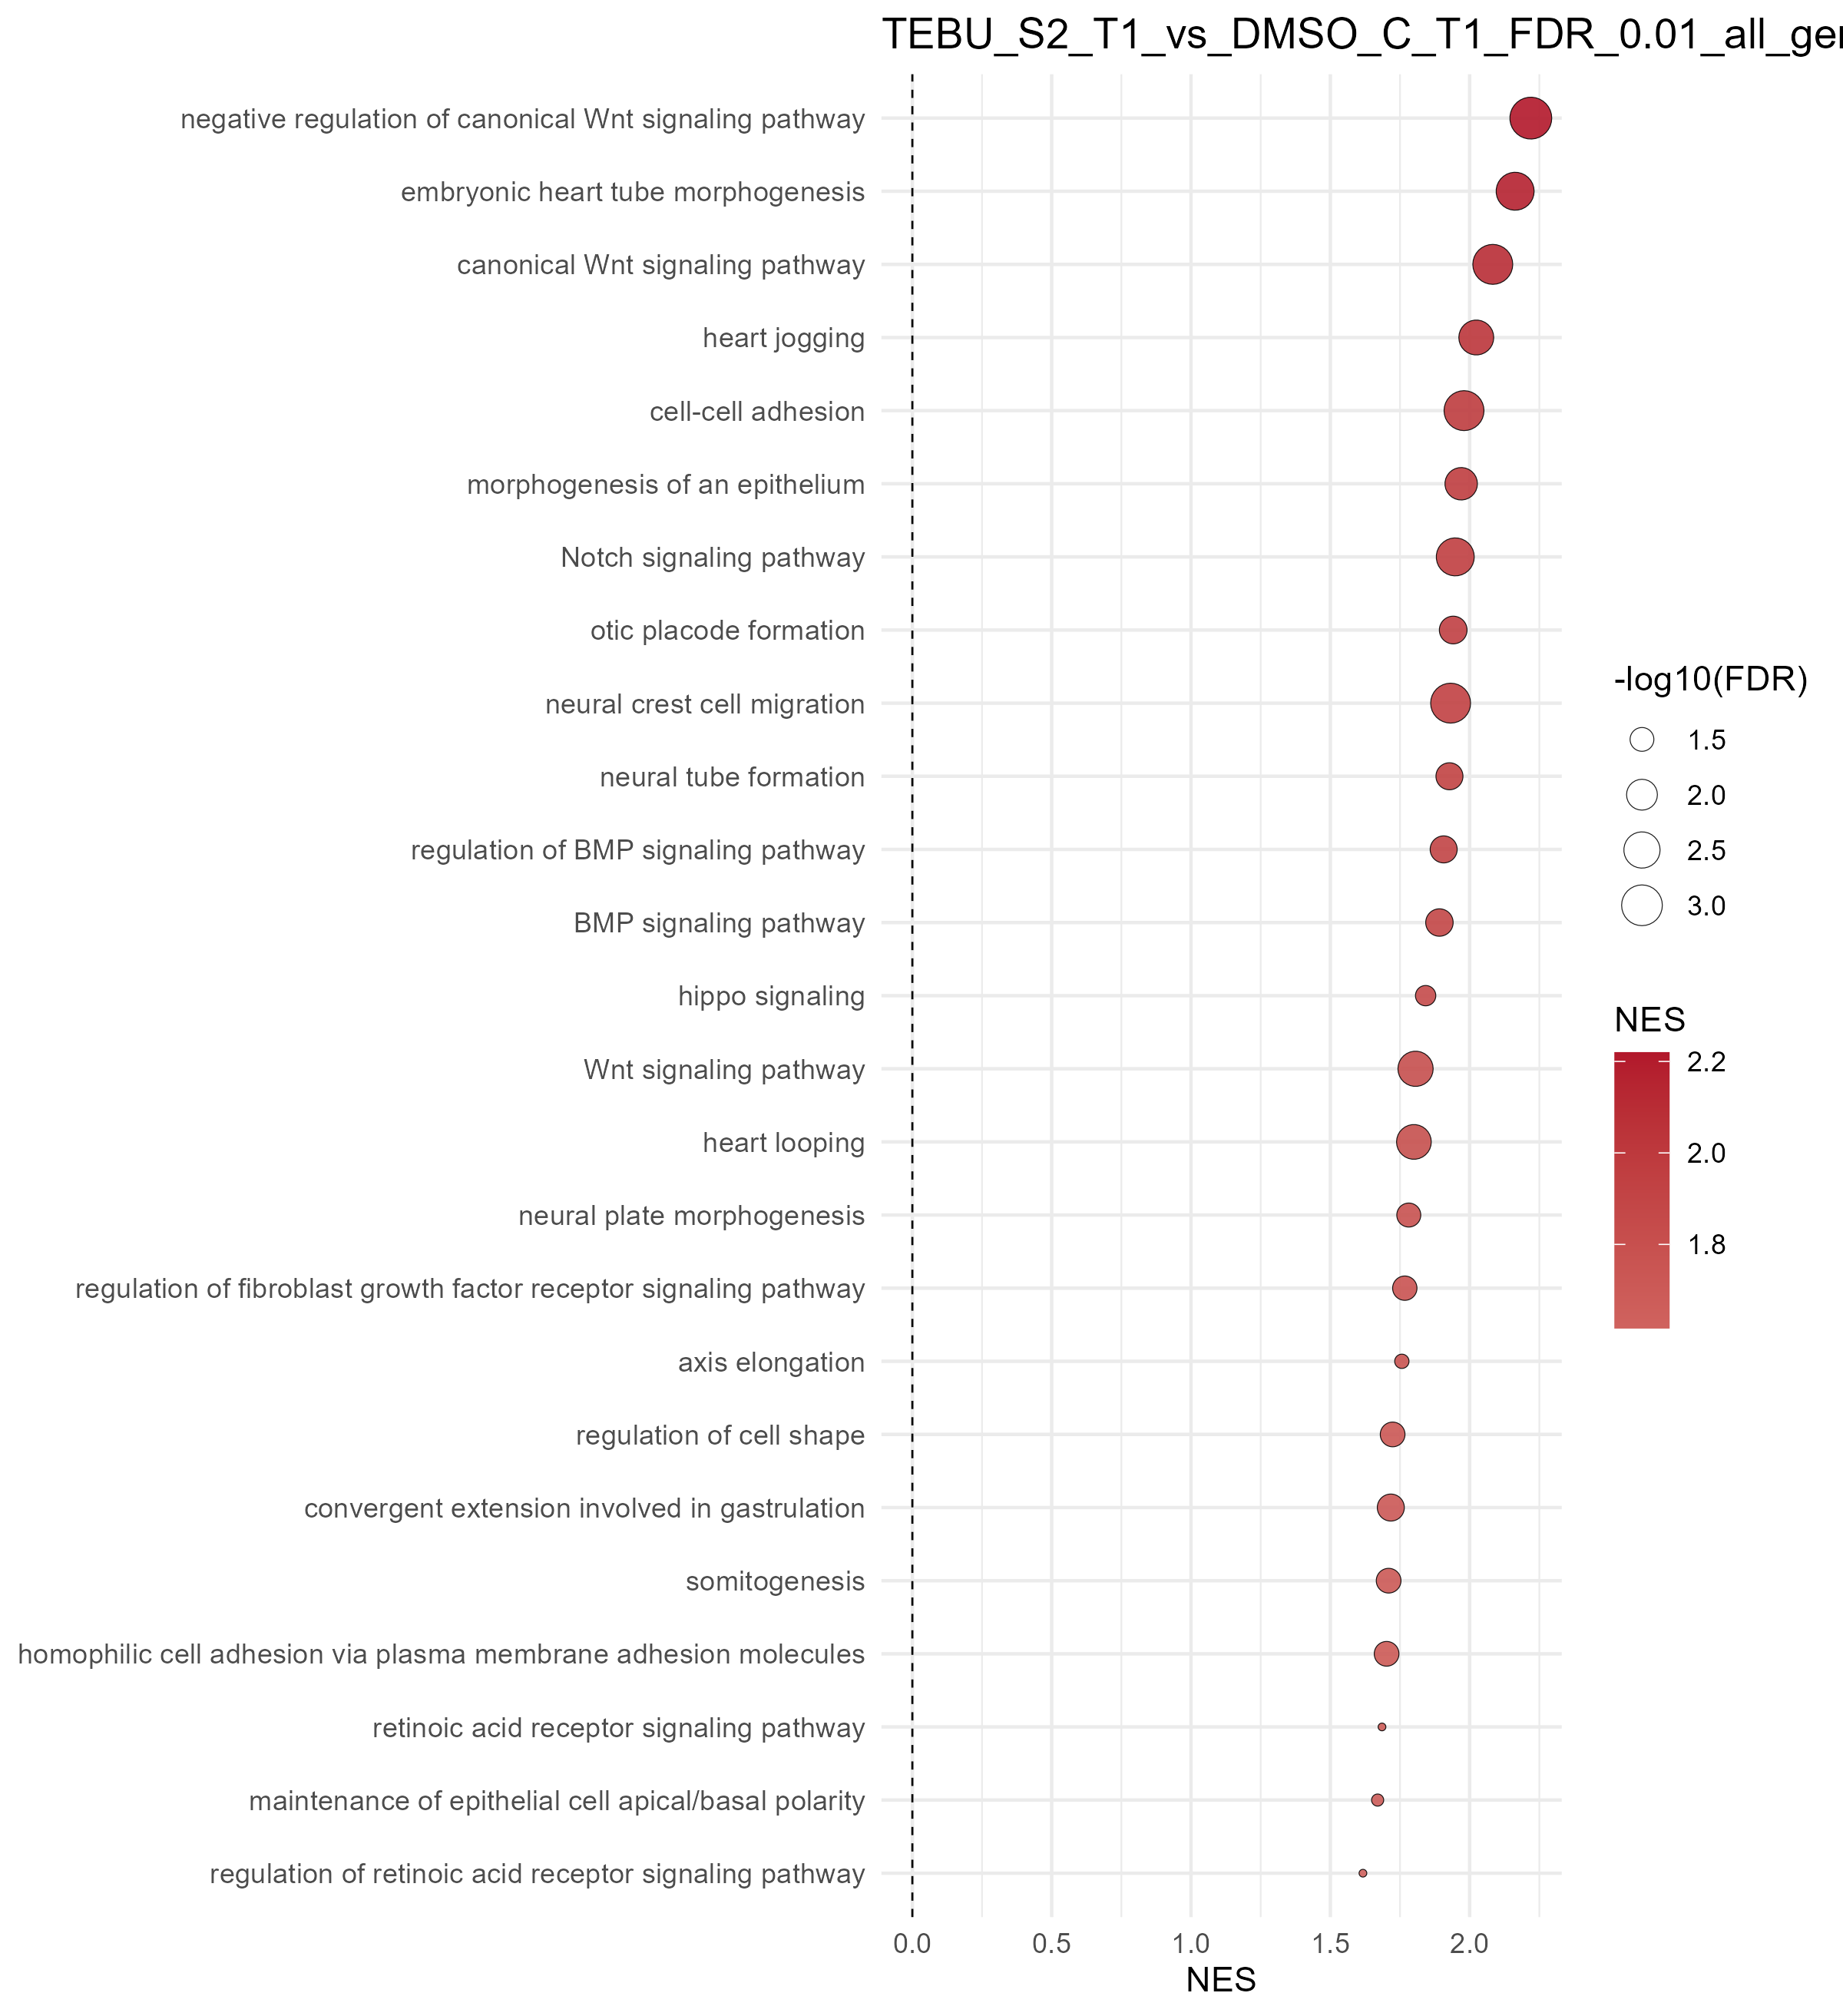 TEBU_S2_T1_vs_DMSO_C_T1_FDR_0.01_all_ge
negative regulation of canonical Wnt signaling pathway
embryonic heart tube morphogenesis
canonical Wnt signaling pathway
heart jogging
cell-cell adhesion
morphogenesis of an epithelium
Notch signaling pathway
otic placode formation
neural crest cell migration
neural tube formation
regulation of BMP signaling pathway
BMP signaling pathway
hippo signaling
Wnt signaling pathway
heart looping
neural plate morphogenesis
regulation of fibroblast growth factor receptor signaling pathway
axis elongation
regulation of cell shape
convergent extension involved in gastrulation
somitogenesis
homophilic cell adhesion via plasma membrane adhesion molecules
retinoic acid receptor signaling pathway
maintenance of epithelial cell apical/basal polarity
regulation of retinoic acid receptor signaling pathway
0.0 0.5 1.0 1.5 2.0
NES
-log10(FDR)
1.5
2.0
2.5
3.0
NES
2.2
2.0
1.8